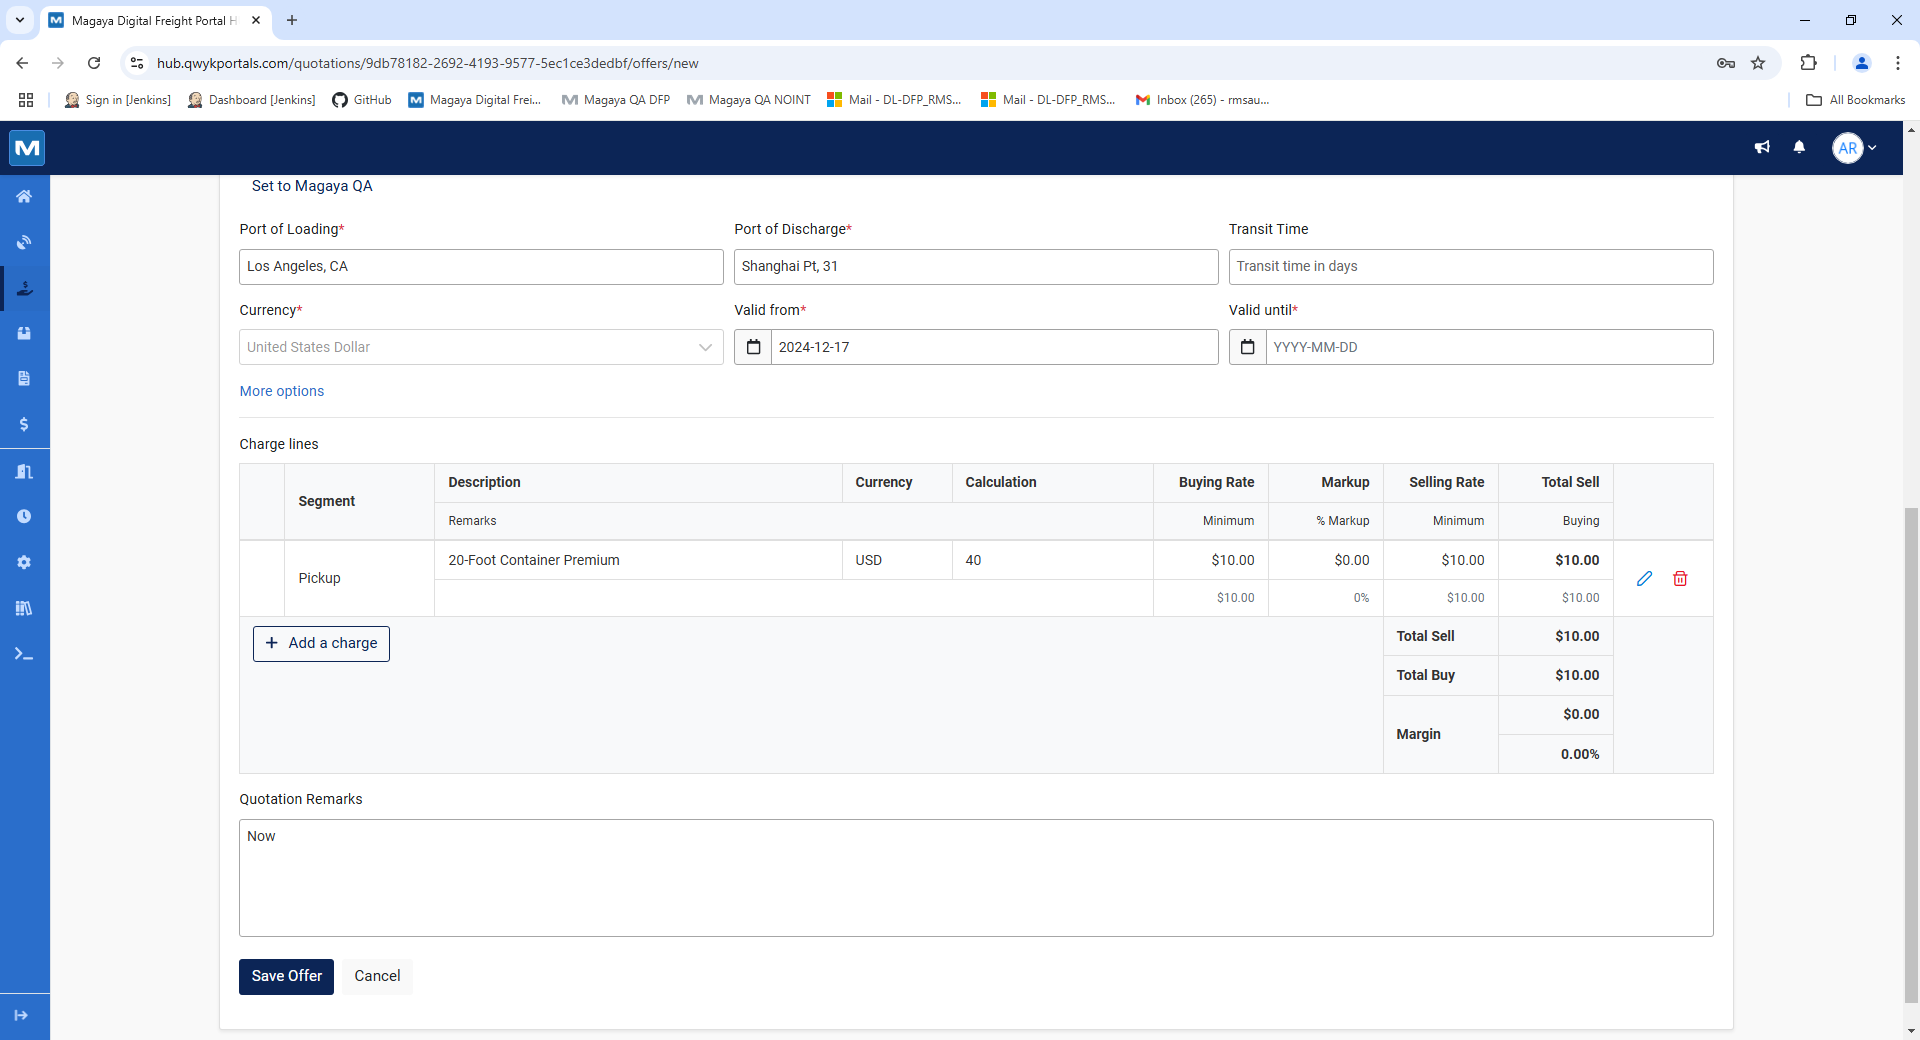 Magaya Digital Freight Portal H
hub.qwykportals.com/quotations/9db78182-2692-4193-9577-5ec1ce3dedbf/offers/new
Sign in [Jenkins]
Dashboard [Jenkins]
GitHub
Magaya Digital Frei...
Magaya QA DFP
Magaya QA NOINT
Mail - DL-DFP_RMS...
Mail - DL-DFP_RMS...
Inbox (265) - rmsau...
All Bookmarks
AR
Set to Magaya QA
Port of Loading*
Port of Discharge*
Transit Time
Los Angeles, CA
Shanghai Pt, 31
Transit time in days
Currency*
Valid from*
Valid until*
United States Dollar
2024-12-17
YYYY-MM-DD
More options
Charge lines
Segment
Description
Currency
Calculation
Buying Rate
Markup
Selling Rate
Total Sell
Remarks
Minimum
% Markup
Minimum
Buying
Pickup
20-Foot Container Premium
USD
40
$10.00
$0.00
$10.00
$10.00
$10.00
0%
$10.00
$10.00
+ Add a charge
Total Sell
$10.00
Total Buy
$10.00
Margin
$0.00
0.00%
Quotation Remarks
Now
Save Offer
Cancel